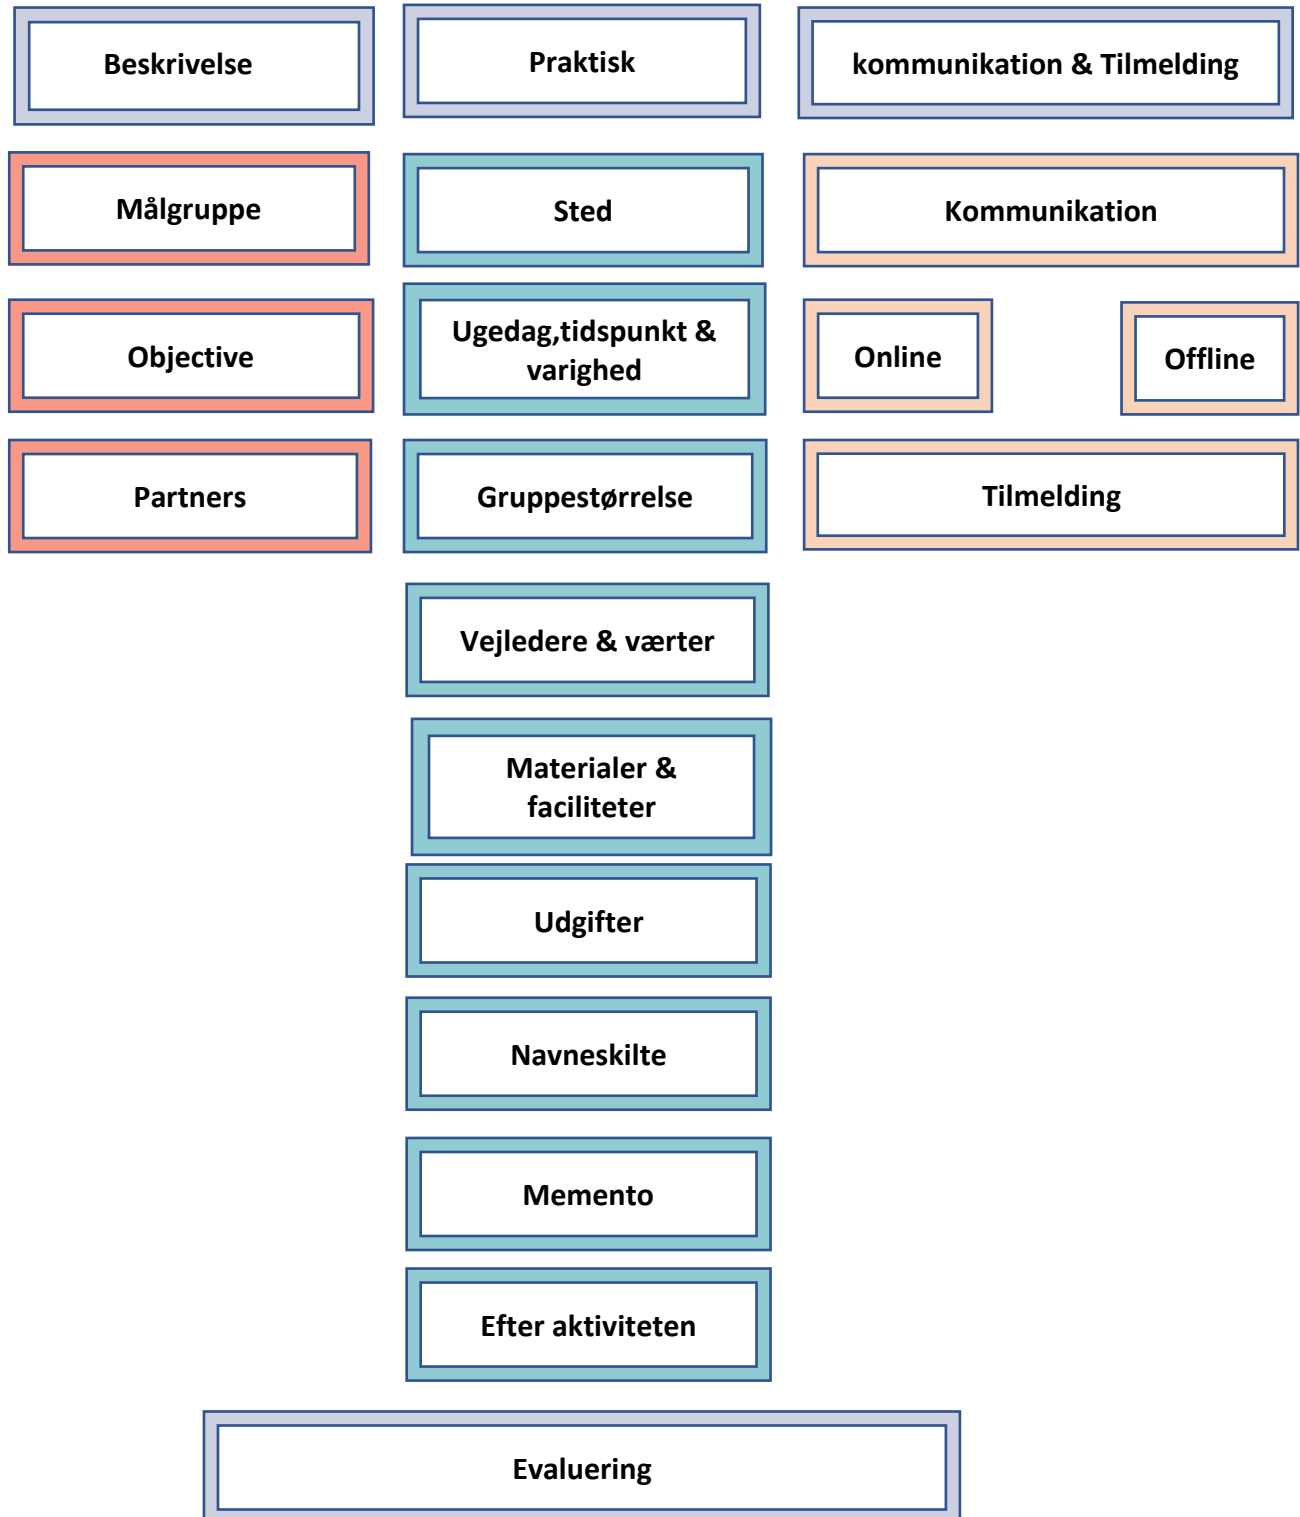 Beskrivelse
Praktisk
kommunikation & Tilmelding
Målgruppe
Sted
Kommunikation
Objective
Ugedag,tidspunkt &
varighed
Online
Offline
Partners
Gruppestørrelse
Tilmelding
Vejledere & værter
Materialer &
faciliteter
Udgifter
Navneskilte
Memento
Efter aktiviteten
Evaluering